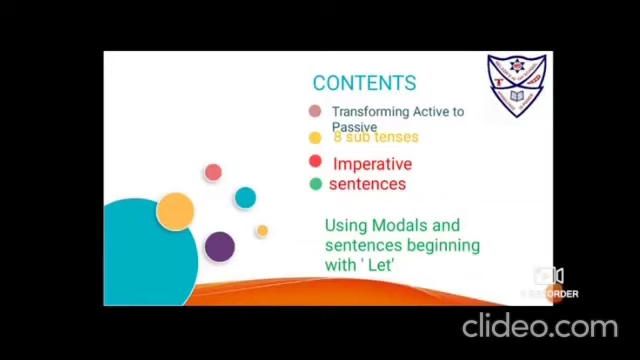 CONTENTS
Transforming Active to
Passive
8 sub tenses
Imperative
sentences
Using Modals and
sentences beginning
with ' Let'
clideo.com